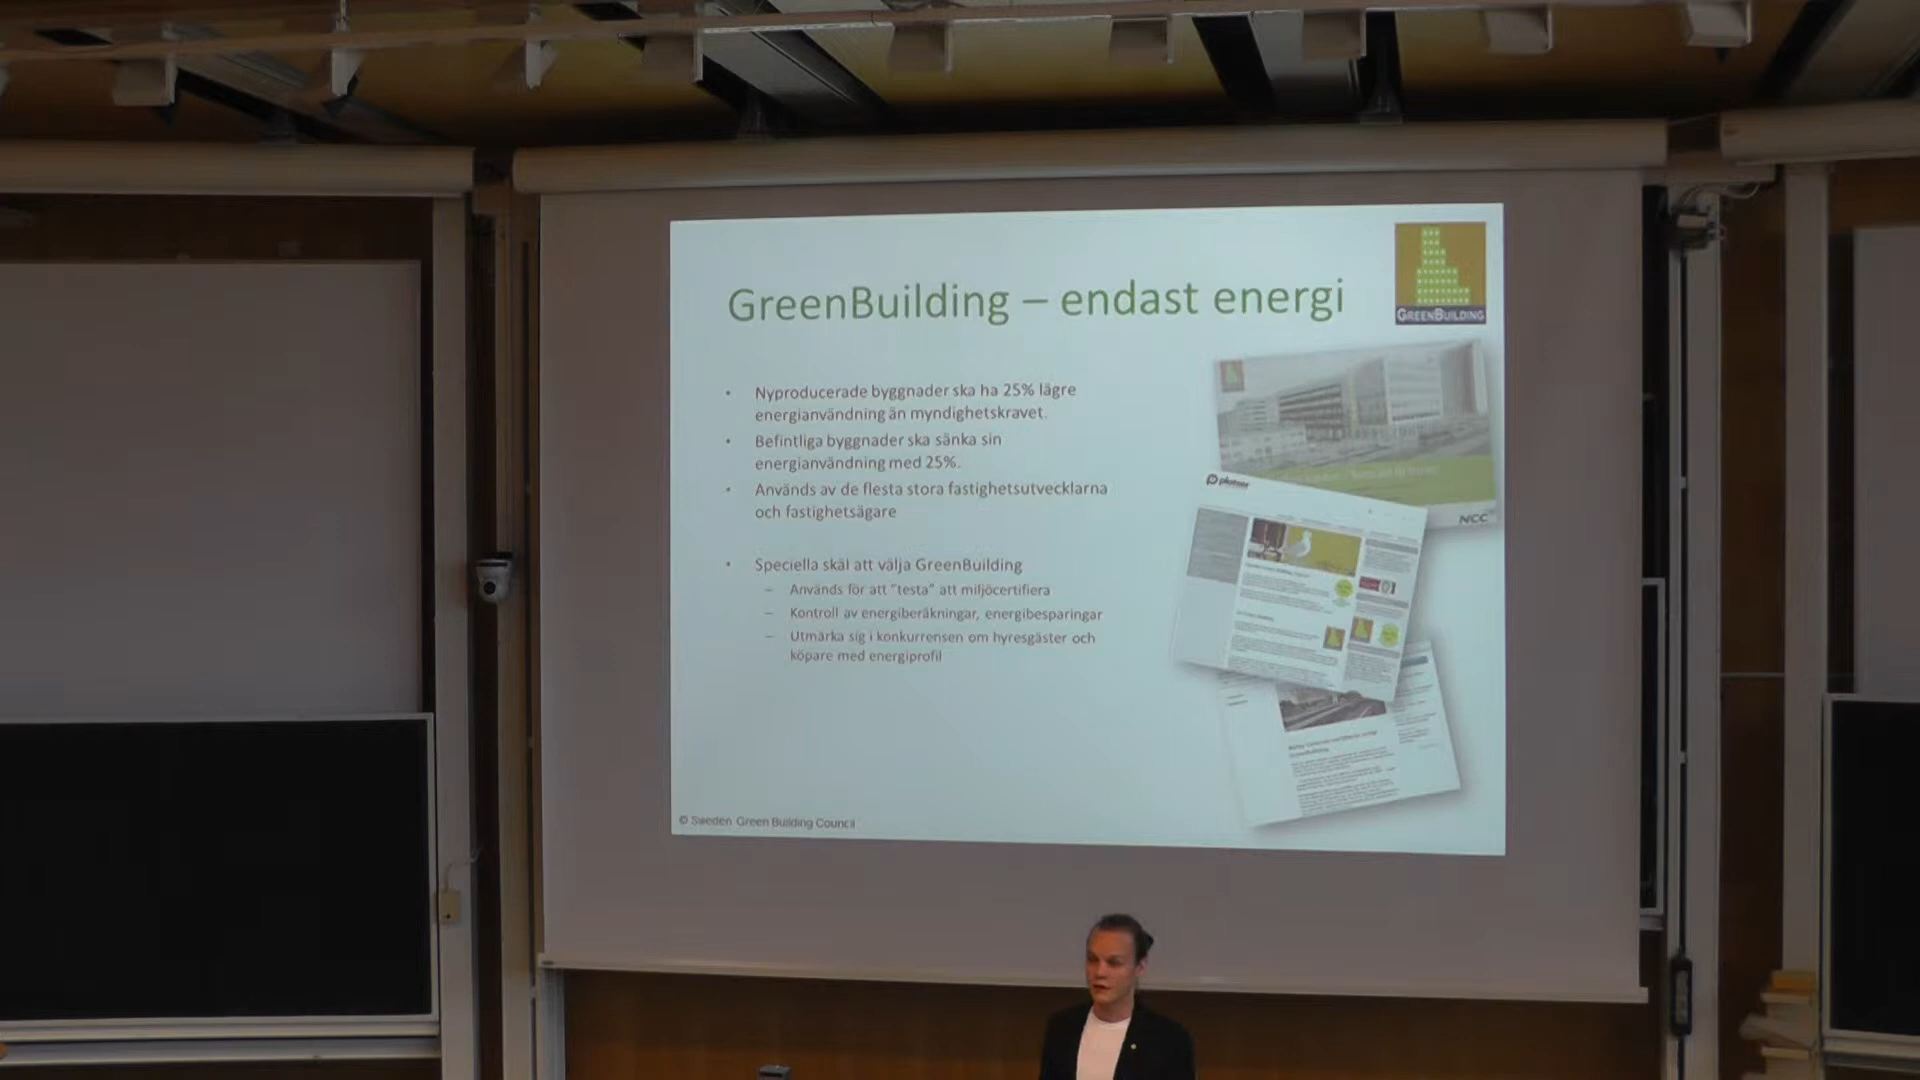 GreenBuilding – endast energi
GREENBUILDING
• Nyproducerade byggnader ska ha 25% lägre
energianvändning än myndighetskravet.
• Befintliga byggnader ska sänka sin
energianvändning med 25%.
• Används av de flesta stora fastighetsutvecklarna
och fastighetsägare
• Speciella skäl att välja GreenBuilding
– Används för att "testa" att miljöcertifiera
– Kontroll av energiberäkningar, energibesparingar
– Utmärka sig i konkurrensen om hyresgäster och
köpare med energiprofil
NCC
© Sweden Green Building Council